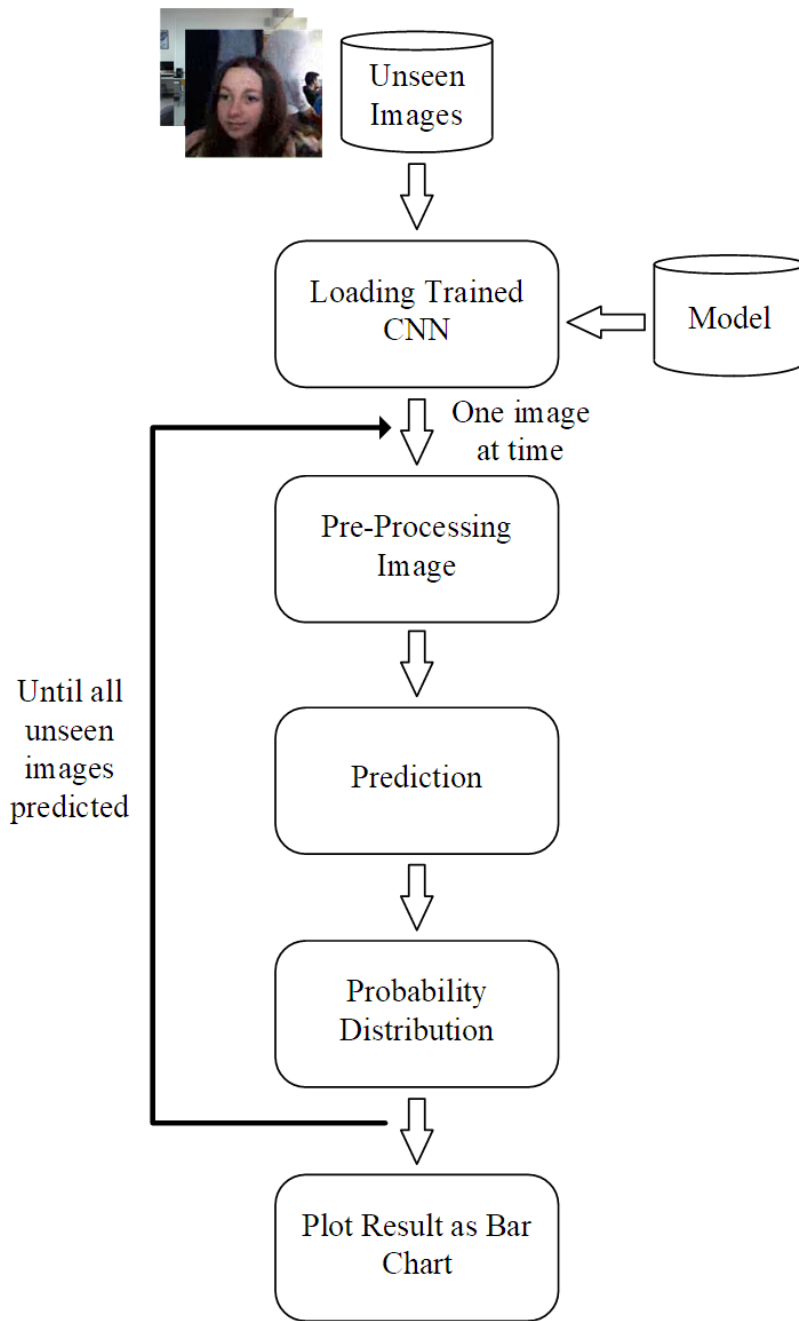 Unseen
Images
Loading Trained
CNN
Model
One image
at time
Pre-Processing
Image
Until all
unseen
images
predicted
Prediction
Probability
Distribution
Plot Result as Bar
Chart